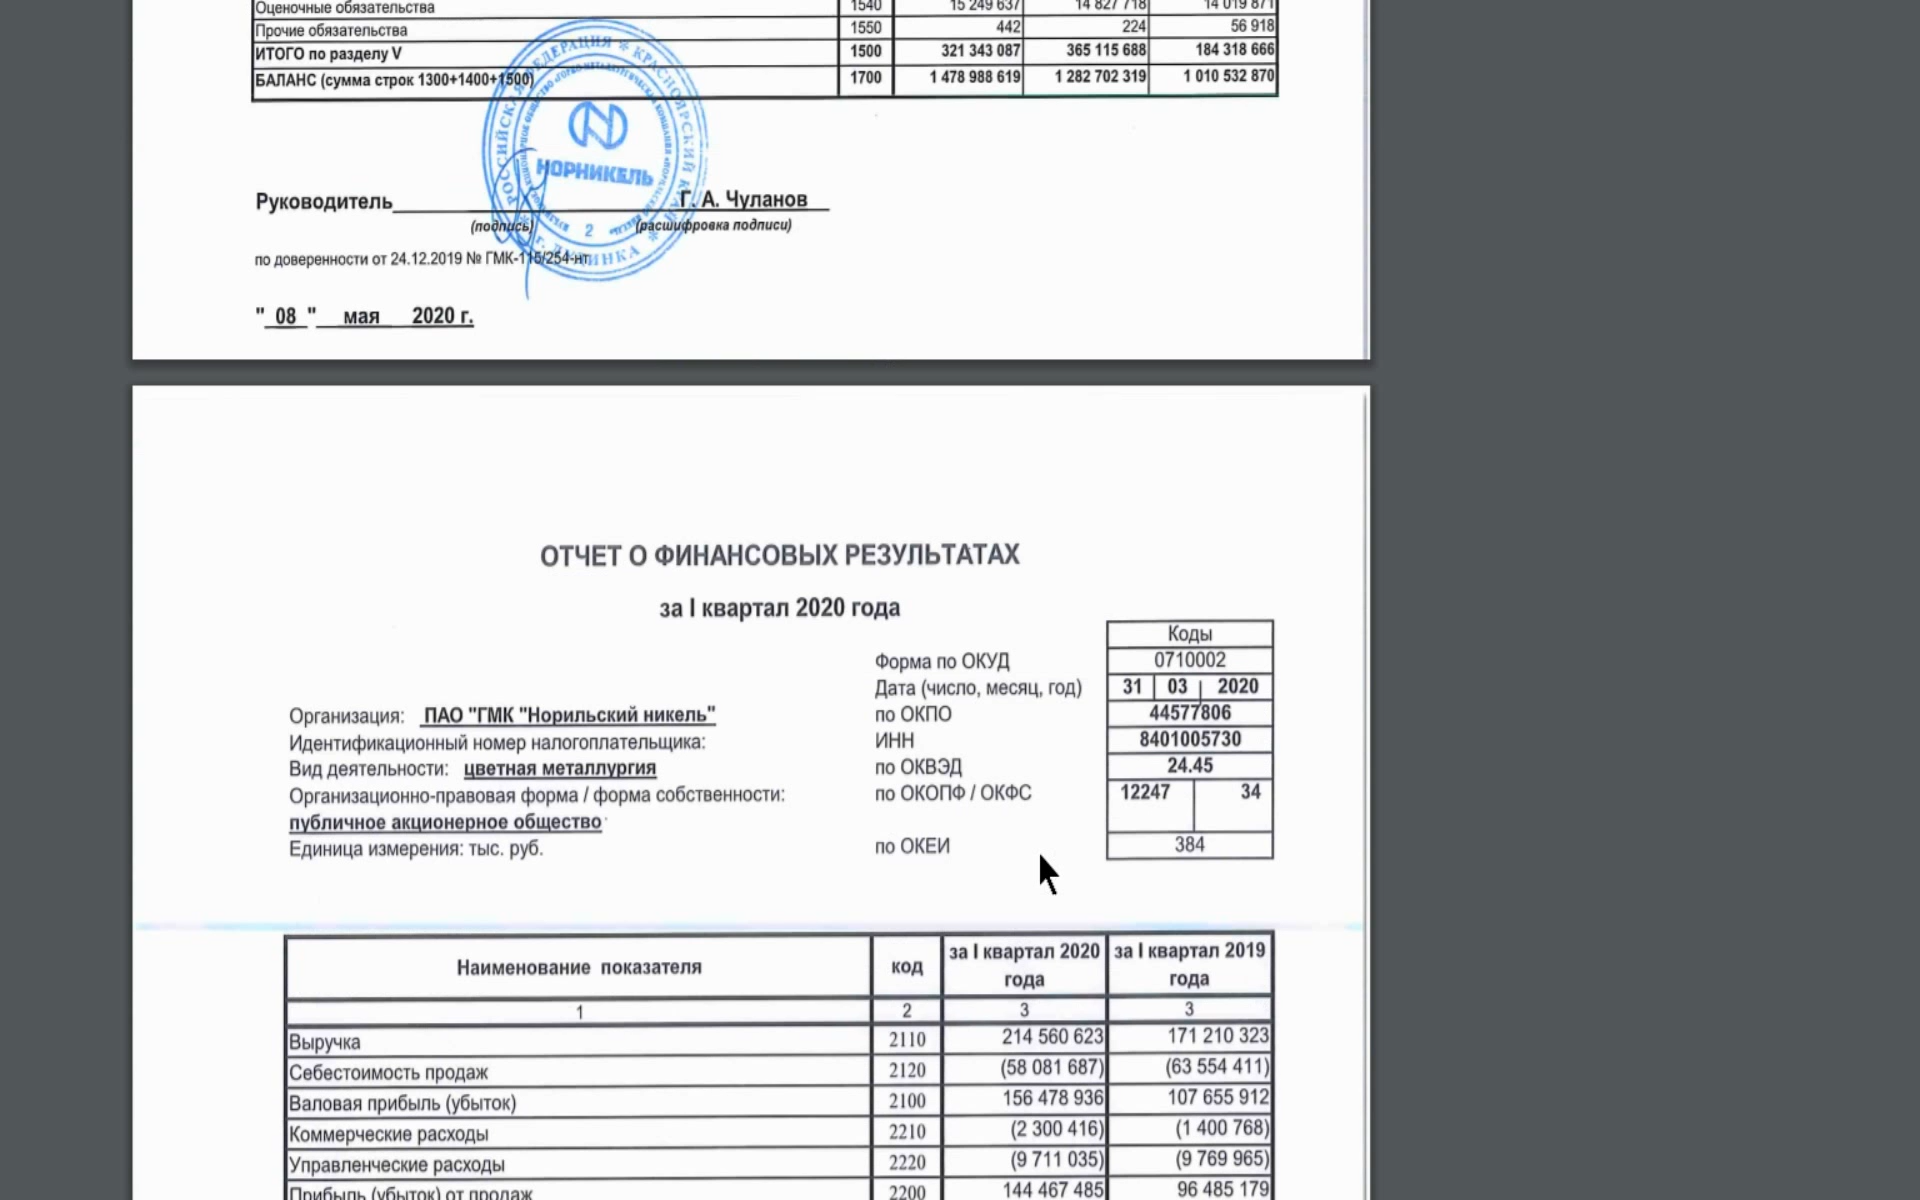 Оценочные обязательства 1540 15 249 637 14 827 718 14 019 871
Прочие обязательства 1550 442 224 56 918
ИТОГО по разделу V 1500 321 343 087 365 115 688 184 318 666
БАЛАНС (сумма строк 1300+1400+1500) 1700 1 478 988 619 1 282 702 319 1 010 532 870
РОССИЙСКАЯ ФЕДЕРАЦИЯ * КРАСНОЯРСКИЙ КРАЙ * г. ДУДИНКА *
НОРНИКЕЛЬ
2
Руководитель Г. А. Чуланов
(подпись) (расшифровка подписи)
по доверенности от 24.12.2019 № ГМК-115/254-нт
" 08 " мая 2020 г.
ОТЧЕТ О ФИНАНСОВЫХ РЕЗУЛЬТАТАХ
за I квартал 2020 года
Коды
Форма по ОКУД 0710002
Дата (число, месяц, год) 31 03 2020
Организация: ПАО "ГМК "Норильский никель" по ОКПО 44577806
Идентификационный номер налогоплательщика: ИНН 8401005730
Вид деятельности: цветная металлургия по ОКВЭД 24.45
Организационно-правовая форма / форма собственности: по ОКОПФ / ОКФС 12247 34
публичное акционерное общество
Единица измерения: тыс. руб. по ОКЕИ 384
Наименование показателя код за I квартал 2020 года за I квартал 2019 года
1 2 3 3
Выручка 2110 214 560 623 171 210 323
Себестоимость продаж 2120 (58 081 687) (63 554 411)
Валовая прибыль (убыток) 2100 156 478 936 107 655 912
Коммерческие расходы 2210 (2 300 416) (1 400 768)
Управленческие расходы 2220 (9 711 035) (9 769 965)
Прибыль (убыток) от продаж 2200 144 467 485 96 485 179